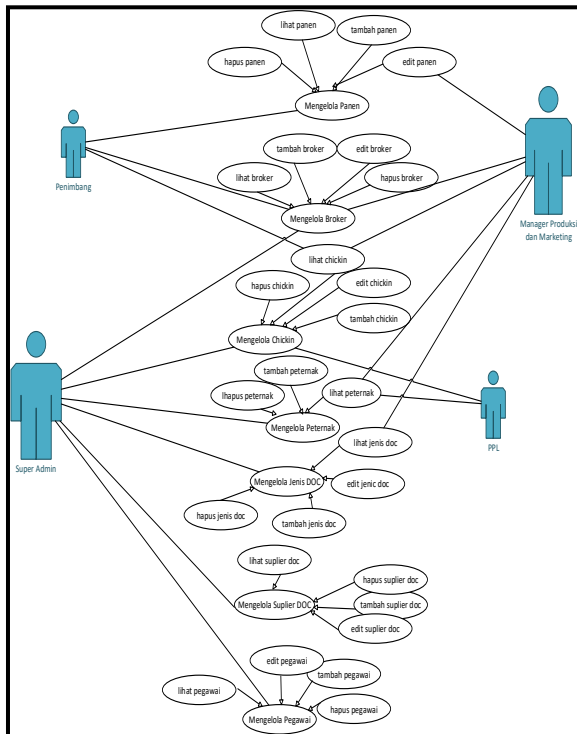 lihat panen
tambah panen
hapus panen
edit panen
Mengelola Panen
Penimbang
tambah broker
edit broker
lihat broker
hapus broker
Mengelola Broker
Manager Produksi
dan Marketing
lihat chickin
hapus chickin
edit chickin
tambah chickin
Mengelola Chickin
tambah peternak
lhapus peternak
lihat peternak
Mengelola Peternak
PPL
Super Admin
lihat jenis doc
Mengelola Jenis DOC
edit jenic doc
hapus jenis doc
tambah jenis doc
lihat suplier doc
hapus suplier doc
Mengelola Suplier DOC
tambah suplier doc
edit suplier doc
edit pegawai
tambah pegawai
lihat pegawai
hapus pegawai
Mengelola Pegawai